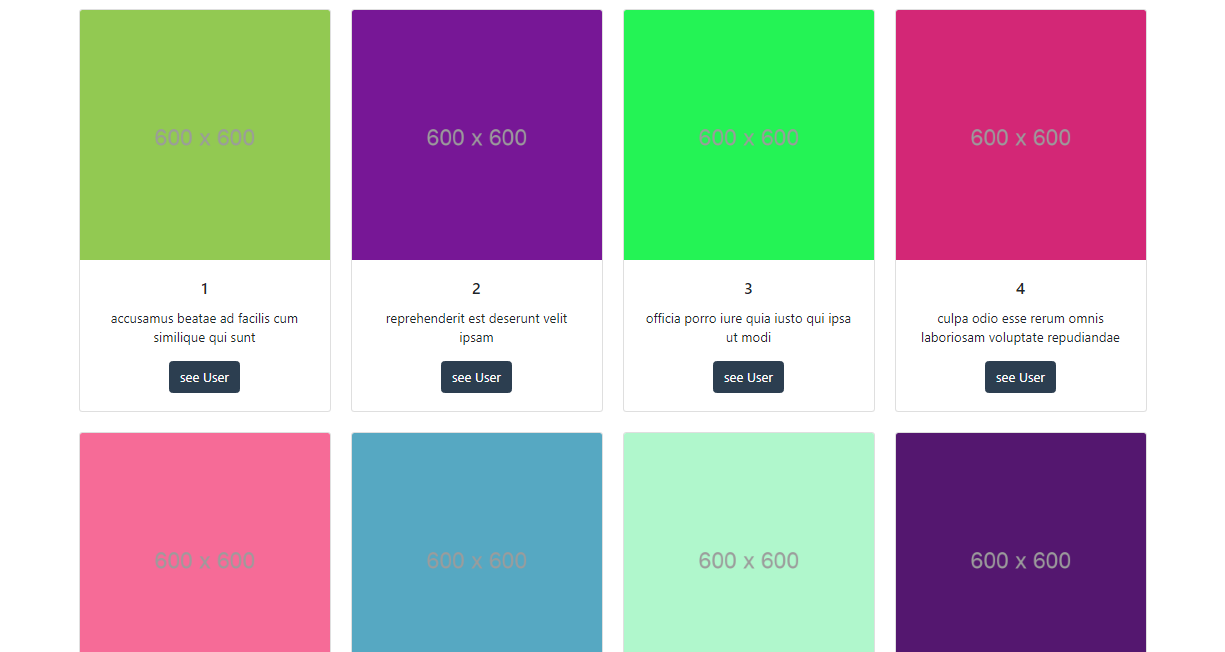 600 x 600
600 x 600
600 x 600
600 x 600
1
2
3
4
accusamus beatae ad facilis cum
similique qui sunt
reprehenderit est deserunt velit
ipsam
officia porro iure quia iusto qui ipsa
ut modi
culpa odio esse rerum omnis
laboriosam voluptate repudiandae
see User
see User
see User
see User
600 x 600
600 x 600
600 x 600
600 x 600